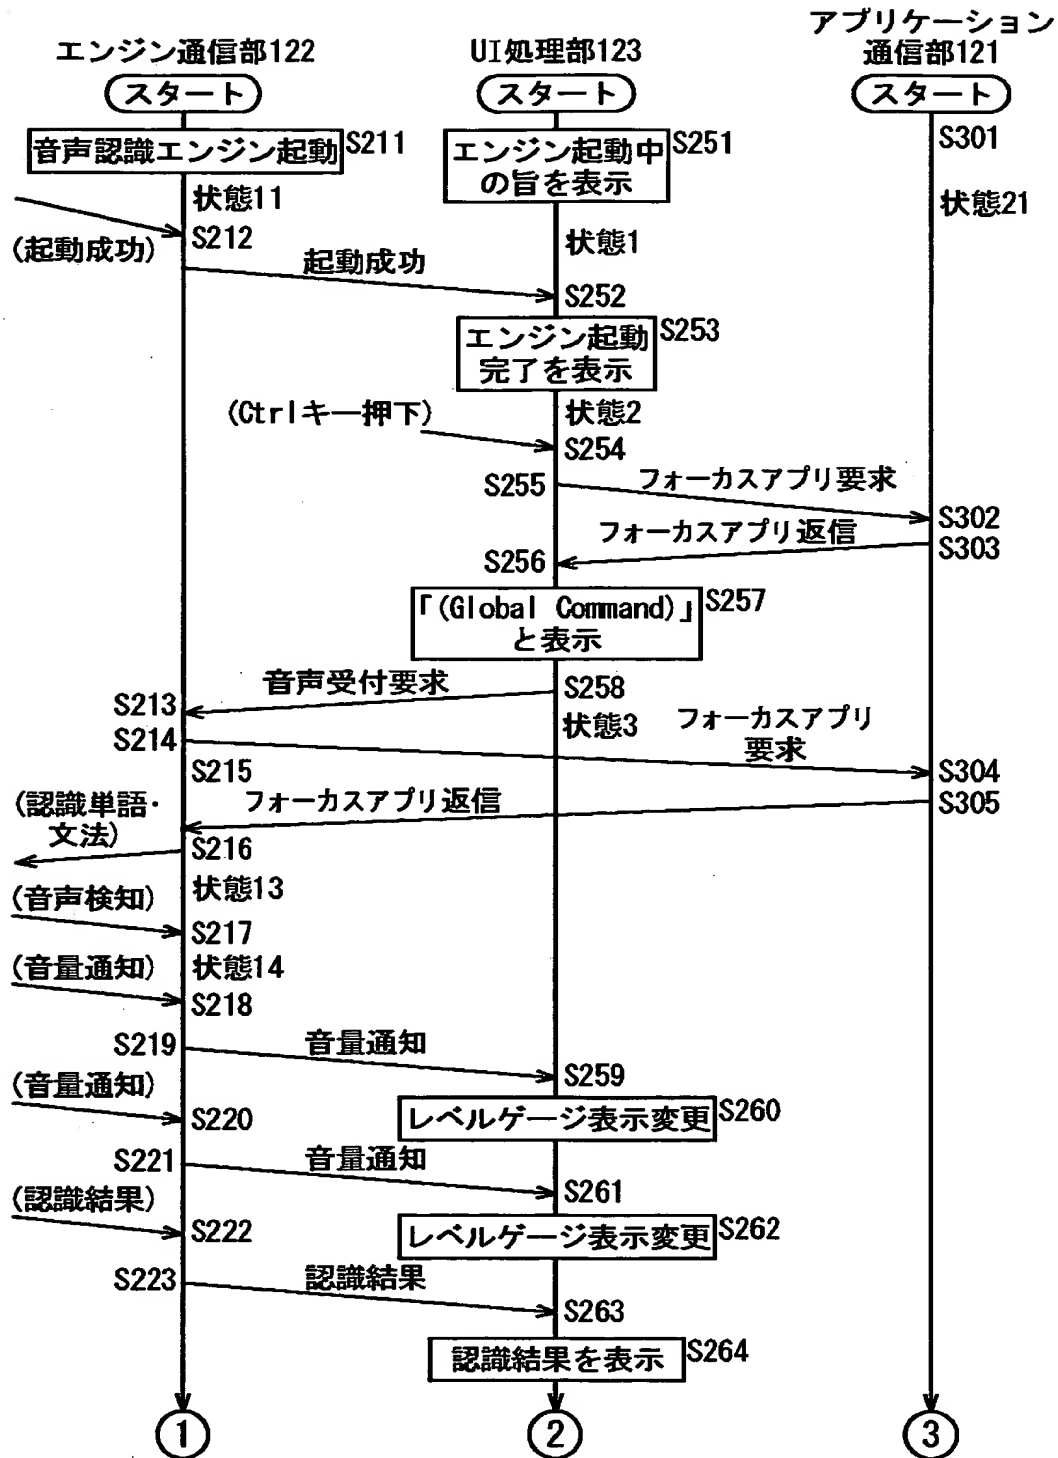 アプリケーション
通信部121
エンジン通信部122
UI処理部123
スタート
スタート
スタート
音声認識エンジン起動
S211
エンジン起動中
の旨を表示
S251
S301
状態11
状態21
(起動成功)
S212
状態1
起動成功
S252
エンジン起動
完了を表示
S253
(Ctrlキー押下)
状態2
S254
S255
フォーカスアプリ要求
S302
フォーカスアプリ返信
S303
S256
「(Global Command)」
と表示
S257
音声受付要求
S258
S213
状態3
フォーカスアプリ
要求
S214
S304
S215
フォーカスアプリ返信
S305
(認識単語・
文法)
S216
状態13
(音声検知)
S217
(音量通知)
状態14
S218
S219
音量通知
S259
(音量通知)
S220
レベルゲージ表示変更
S260
S221
音量通知
S261
(認識結果)
S222
レベルゲージ表示変更
S262
S223
認識結果
S263
認識結果を表示
S264
1
2
3